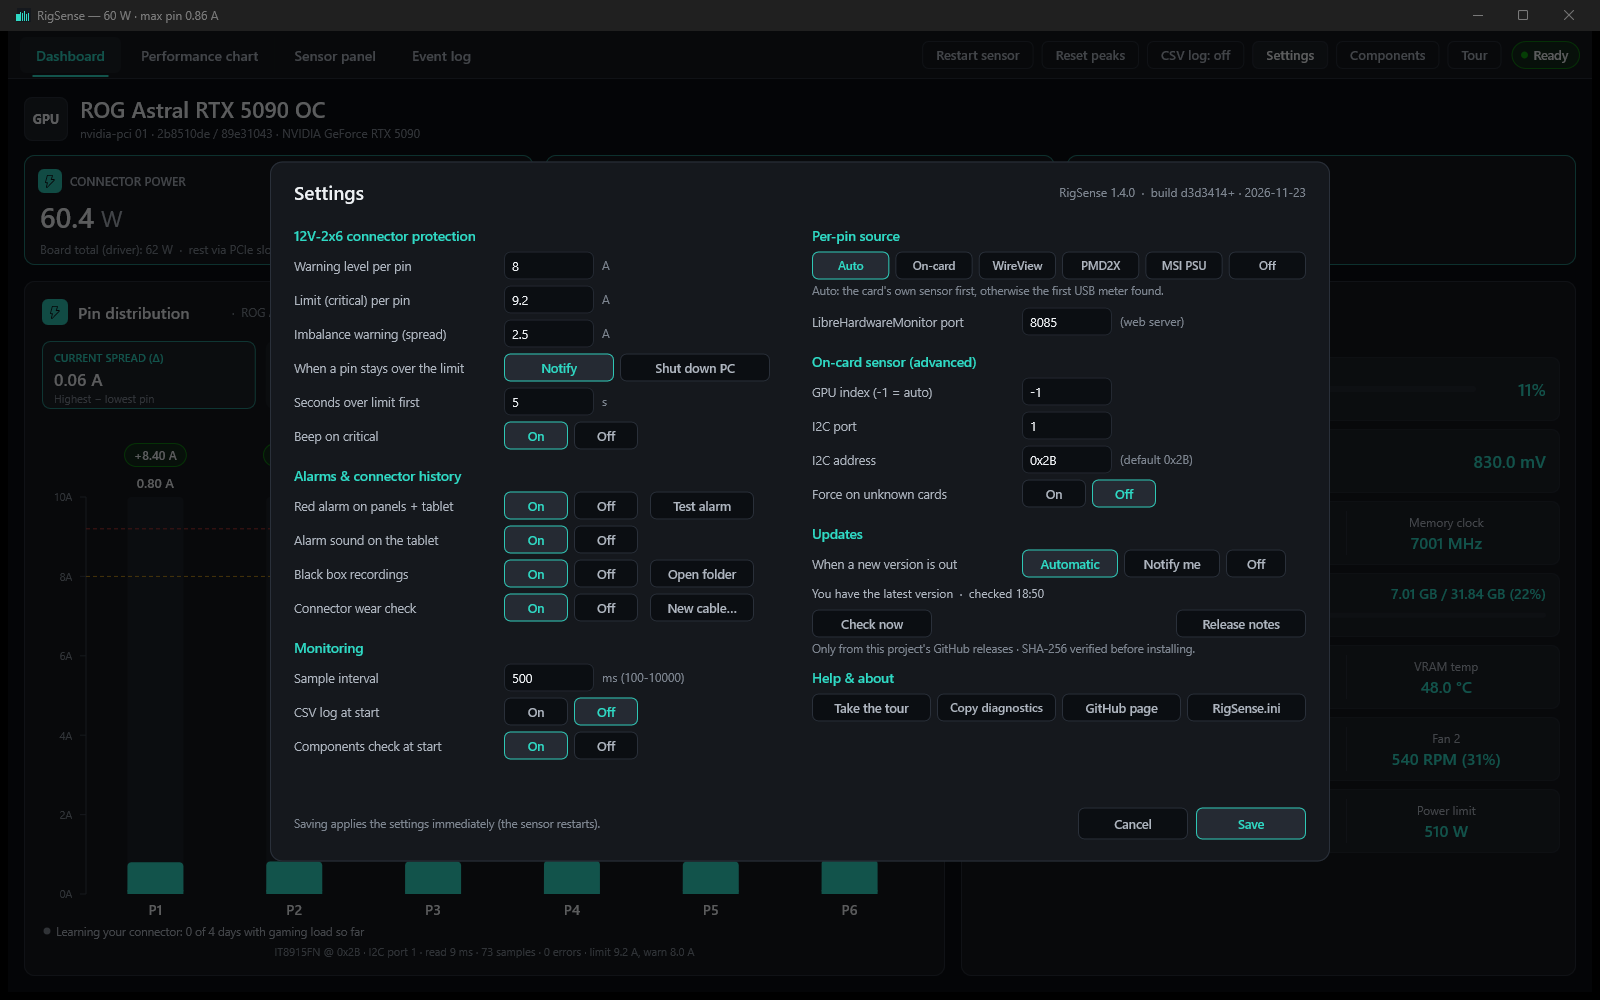 RigSense — 60 W · max pin 0.86 A
Dashboard Performance chart Sensor panel Event log Restart sensor Reset peaks CSV log: off Settings Components Tour Ready
GPU
ROG Astral RTX 5090 OC
nvidia-pci 01 · 2b8510de / 89e31043 · NVIDIA GeForce RTX 5090
CONNECTOR POWER
60.4 W
Board total (driver): 62 W · rest via PCIe slo
Pin distribution · ROG
CURRENT SPREAD (Δ)
0.06 A
Highest – lowest pin
+8.40 A
0.80 A
10A
8A
6A
4A
2A
0A
P1 P2 P3 P4 P5 P6
Learning your connector: 0 of 4 days with gaming load so far
IT8915FN @ 0x2B · I2C port 1 · read 9 ms · 73 samples · 0 errors · limit 9.2 A, warn 8.0 A
Settings
RigSense 1.4.0 · build d3d3414+ · 2026-11-23
12V-2x6 connector protection
Warning level per pin 8 A
Limit (critical) per pin 9.2 A
Imbalance warning (spread) 2.5 A
When a pin stays over the limit Notify Shut down PC
Seconds over limit first 5 s
Beep on critical On Off
Alarms & connector history
Red alarm on panels + tablet On Off Test alarm
Alarm sound on the tablet On Off
Black box recordings On Off Open folder
Connector wear check On Off New cable...
Monitoring
Sample interval 500 ms (100-10000)
CSV log at start On Off
Components check at start On Off
Per-pin source
Auto On-card WireView PMD2X MSI PSU Off
Auto: the card's own sensor first, otherwise the first USB meter found.
LibreHardwareMonitor port 8085 (web server)
On-card sensor (advanced)
GPU index (-1 = auto) -1
I2C port 1
I2C address 0x2B (default 0x2B)
Force on unknown cards On Off
Updates
When a new version is out Automatic Notify me Off
You have the latest version · checked 18:50
Check now Release notes
Only from this project's GitHub releases · SHA-256 verified before installing.
Help & about
Take the tour Copy diagnostics GitHub page RigSense.ini
Saving applies the settings immediately (the sensor restarts).
Cancel Save
11%
830.0 mV
Memory clock
7001 MHz
7.01 GB / 31.84 GB (22%)
VRAM temp
48.0 °C
Fan 2
540 RPM (31%)
Power limit
510 W